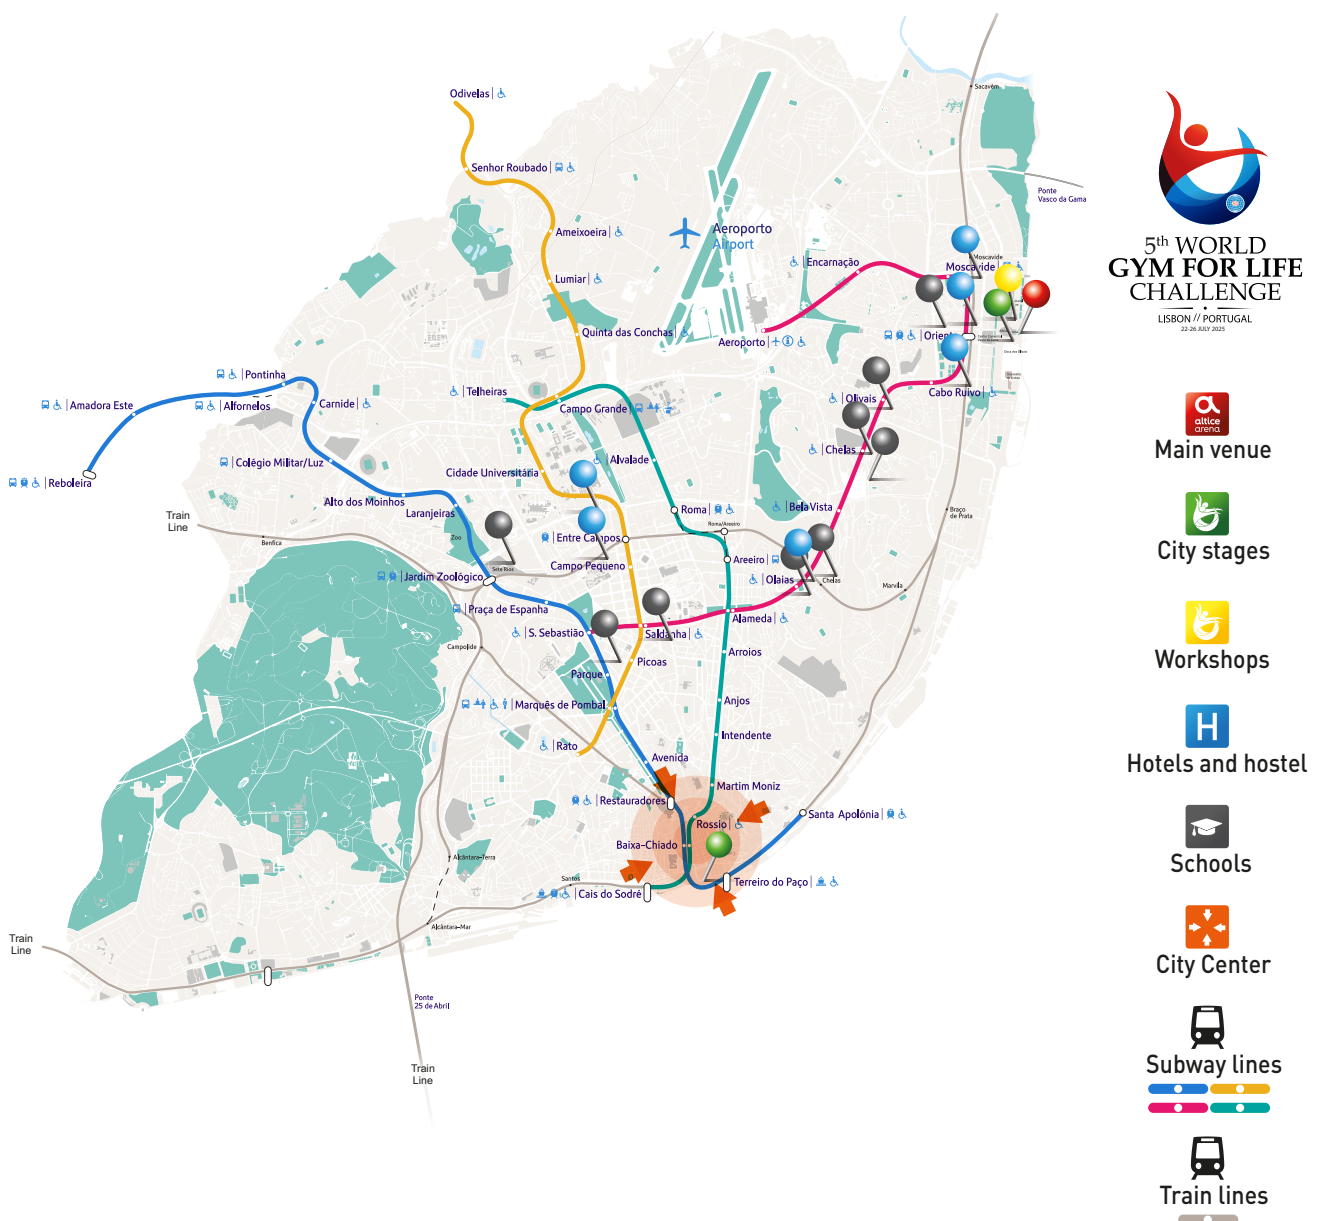 Odivelas
Senhor Roubado
Ameixoeira
Lumiar
Quinta das Conchas
Telheiras
Campo Grande
Cidade Universitária
Alvalade
Roma
Roma/Areeiro
Entre Campos
Campo Pequeno
Areeiro
Aeroporto
Airport
Encarnação
Aeroporto
Moscavide
Moscavide
Sacavém
Ponte
Vasco da Gama
Cabo Ruivo
Olivais
Chelas
Bela Vista
Olaias
Chelas
Braço
de Prata
Marvila
Pontinha
Amadora Este
Alfornelos
Carnide
Reboleira
Colégio Militar/Luz
Alto dos Moinhos
Laranjeiras
Train
Line
Benfica
Zoo
Sete Rios
Jardim Zoológico
Praça de Espanha
S. Sebastião
Saldanha
Alameda
Campolide
Picoas
Arroios
Parque
Anjos
Marquês de Pombal
Rato
Intendente
Avenida
Martim Moniz
Restauradores
Rossio
Santa Apolónia
Baixa-Chiado
Terreiro do Paço
Cais do Sodré
Santos
Alcântara-Terra
Alcântara-Mar
Train
Line
Ponte
25 de Abril
Train
Line
5th WORLD
GYM FOR LIFE
CHALLENGE
LISBON // PORTUGAL
22-26 JULY 2025
altice
arena
Main venue
City stages
Workshops
H
Hotels and hostel
Schools
City Center
Subway lines
Train lines